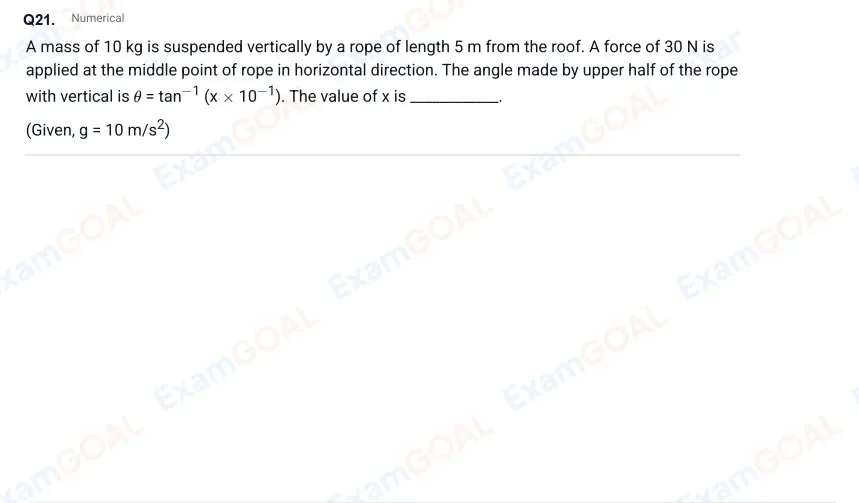 Q21. Numerical
A mass of 10 kg is suspended vertically by a rope of length 5 m from the roof. A force of 30 N is
applied at the middle point of rope in horizontal direction. The angle made by upper half of the rope
with vertical is θ = tan⁻¹ (x × 10⁻¹). The value of x is ____________.
(Given, g = 10 m/s²)
ExamGOAL ExamGOAL
ExamGOAL ExamGOAL ExamGOAL
ExamGOAL ExamGOAL
ExamGOAL ExamGOAL ExamGOAL